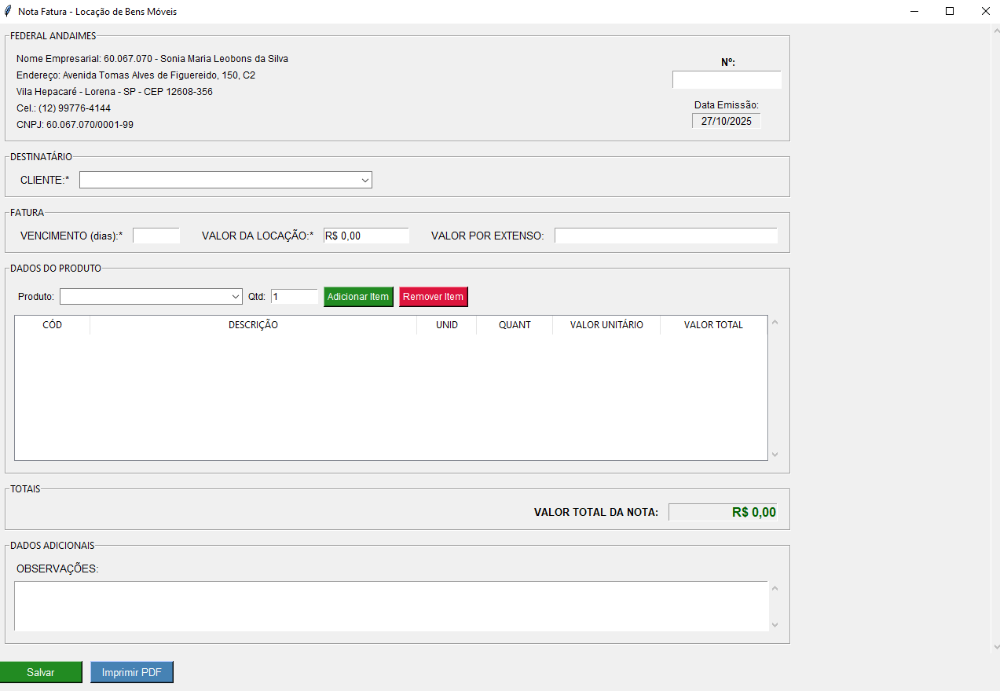 Nota Fatura - Locação de Bens Móveis
FEDERAL ANDAIMES
Nome Empresarial: 60.067.070 - Sonia Maria Leobons da Silva
Endereço: Avenida Tomas Alves de Figuereido, 150, C2
Vila Hepacaré - Lorena - SP - CEP 12608-356
Cel.: (12) 99776-4144
CNPJ: 60.067.070/0001-99
Nº:
Data Emissão:
27/10/2025
DESTINATÁRIO
CLIENTE:*
FATURA
VENCIMENTO (dias):* VALOR DA LOCAÇÃO:* R$ 0,00 VALOR POR EXTENSO:
DADOS DO PRODUTO
Produto: Qtd: 1 Adicionar Item Remover Item
CÓD DESCRIÇÃO UNID QUANT VALOR UNITÁRIO VALOR TOTAL
TOTAIS
VALOR TOTAL DA NOTA: R$ 0,00
DADOS ADICIONAIS
OBSERVAÇÕES:
Salvar Imprimir PDF